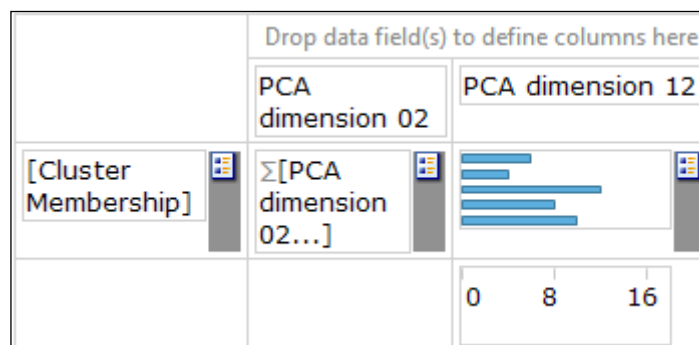 Drop data field(s) to define columns here
PCA
dimension 02
PCA dimension 12
[Cluster
Membership]
Σ[PCA
dimension
02...]
0 8 16